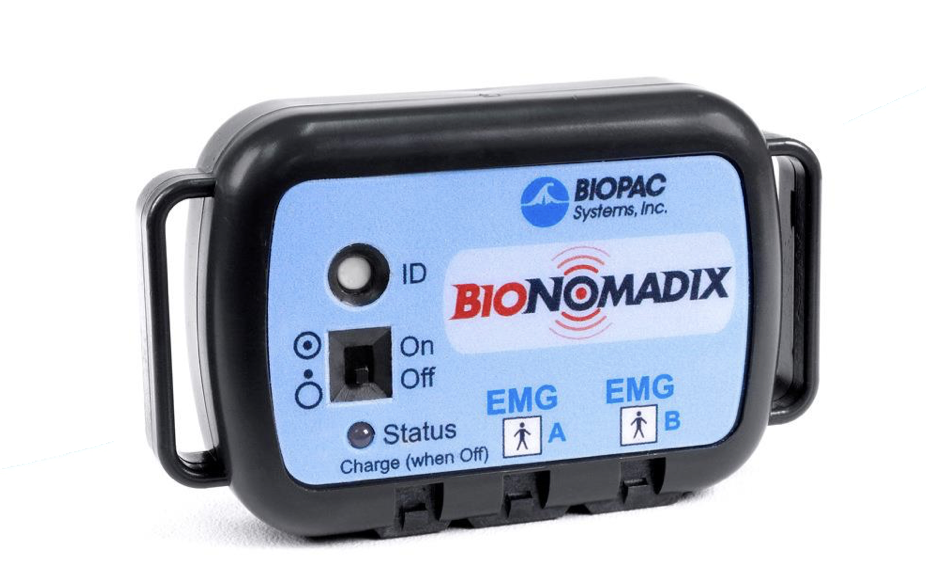 BIOPAC
Systems, Inc.
ID
BIONOMADIX
On
Off
EMG
A
EMG
B
Status
Charge (when Off)